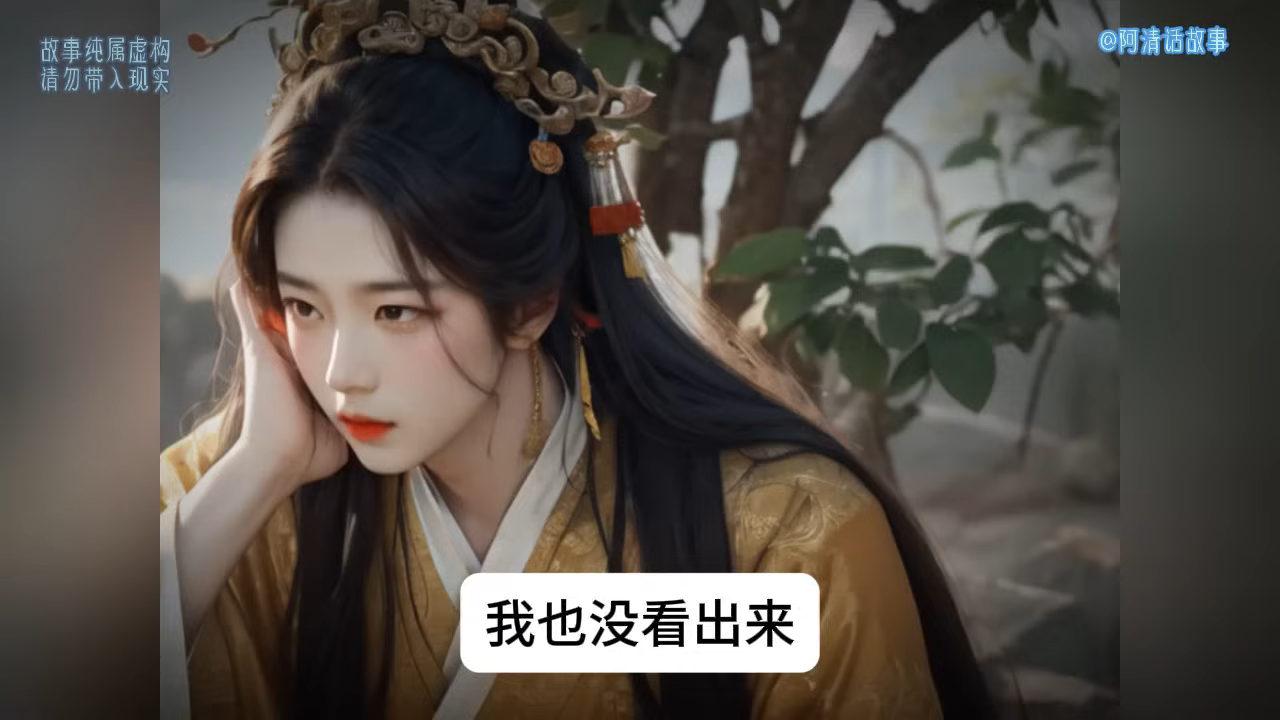 故事纯属虚构
请勿带入现实
@阿清话故事
我也没看出来